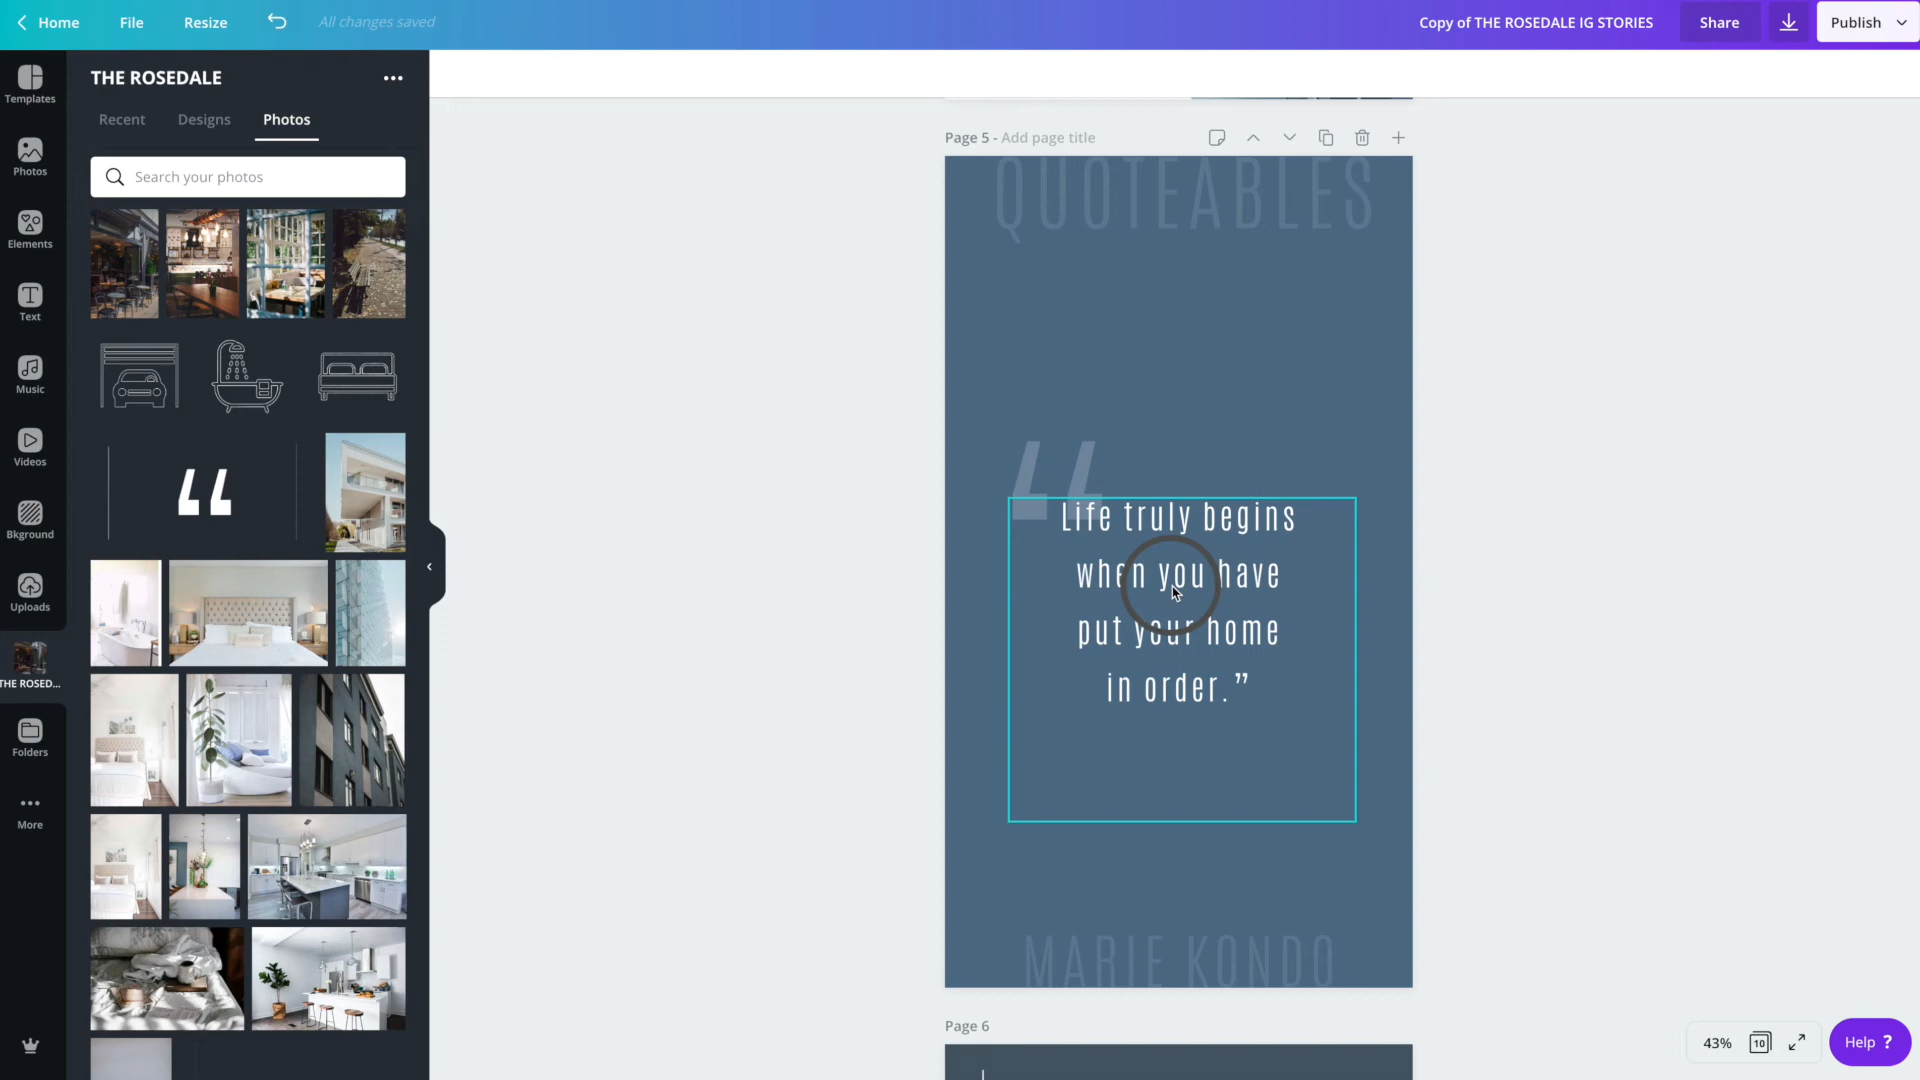 Home
File
Resize
All changes saved
Copy of THE ROSEDALE IG STORIES
Share
Publish
THE ROSEDALE
Recent
Designs
Photos
Search your photos
Templates
Photos
Elements
Text
Music
Videos
Bkground
Uploads
THE ROSED...
Folders
More
“
Page 5 - Add page title
QUOTEABLES
“
Life truly begins
when you have
put your home
in order.”
MARIE KONDO
Page 6
43%
10
Help ?